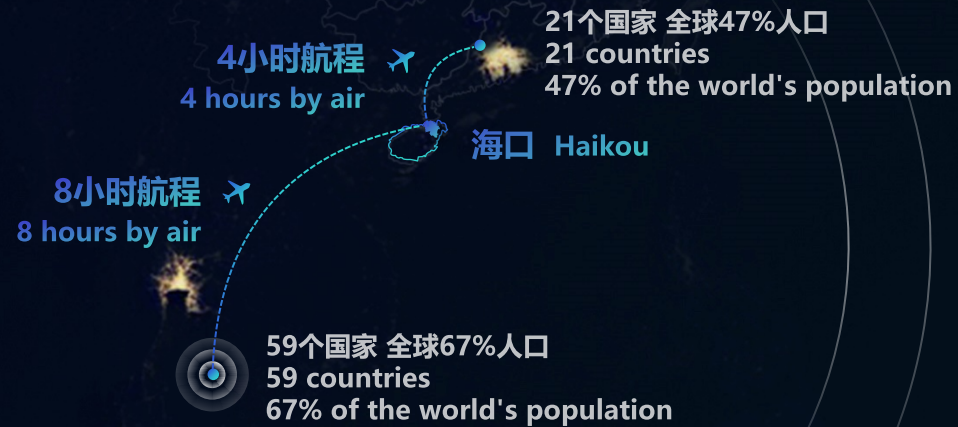 21个国家 全球47%人口
21 countries
47% of the world's population
4小时航程
4 hours by air
海口 Haikou
8小时航程
8 hours by air
59个国家 全球67%人口
59 countries
67% of the world's population